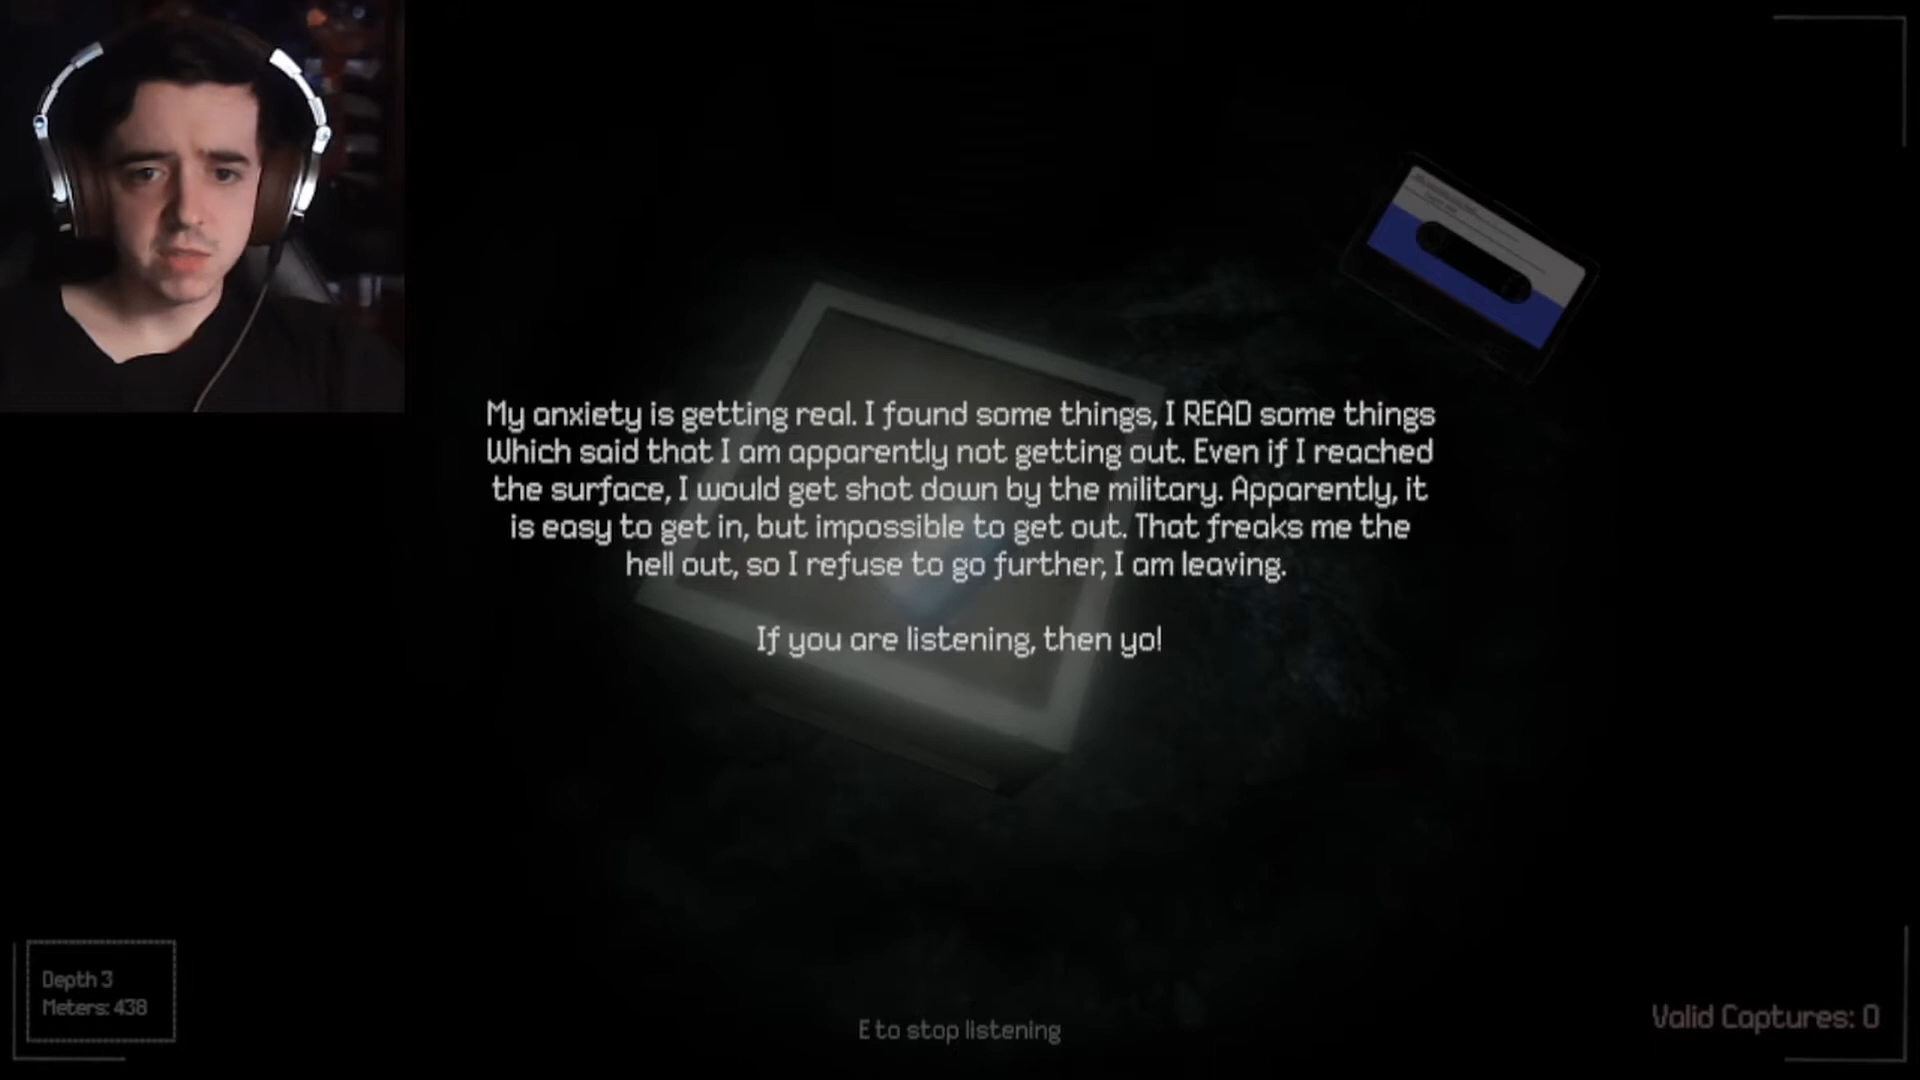 My anxiety is getting real. I found some things, I READ some things
Which said that I am apparently not getting out. Even if I reached
the surface, I would get shot down by the military. Apparently, it
is easy to get in, but impossible to get out. That freaks me the
hell out, so I refuse to go further, I am leaving.
If you are listening, then yo!
Depth 3
Meters: 438
E to stop listening
Valid Captures: 0